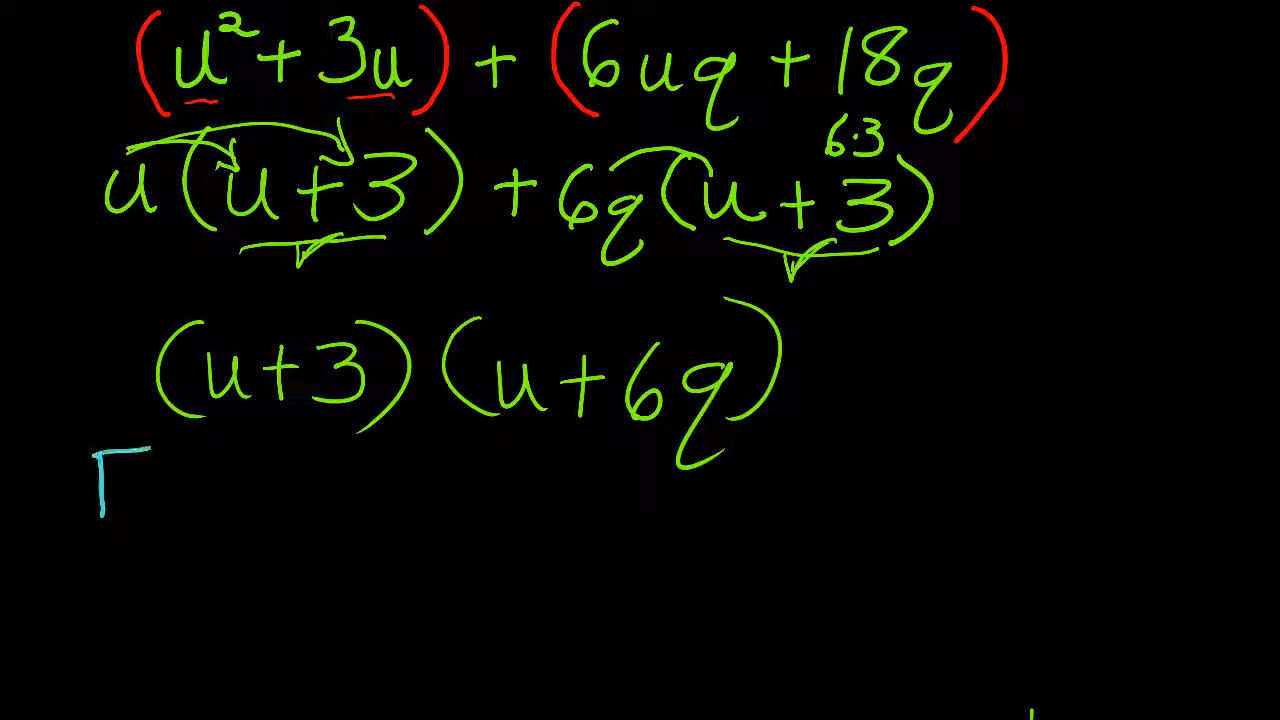 (u² + 3u) + (6uq + 18q)
6·3
u(u+3) + 6q(u+3)
(u+3)(u+6q)